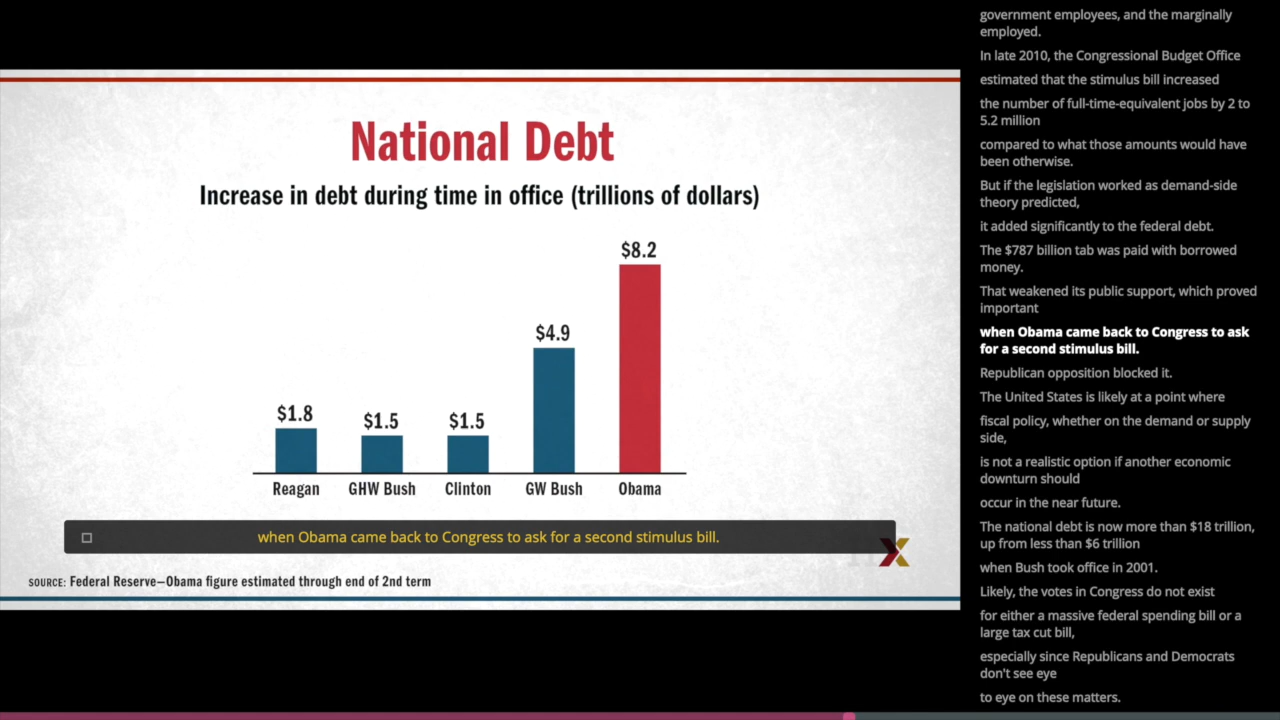 National Debt
Increase in debt during time in office (trillions of dollars)
$8.2
$4.9
$1.8
$1.5
$1.5
Reagan
GHW Bush
Clinton
GW Bush
Obama
when Obama came back to Congress to ask for a second stimulus bill.
X
SOURCE: Federal Reserve—Obama figure estimated through end of 2nd term
government employees, and the marginally
employed.
In late 2010, the Congressional Budget Office
estimated that the stimulus bill increased
the number of full-time-equivalent jobs by 2 to
5.2 million
compared to what those amounts would have
been otherwise.
But if the legislation worked as demand-side
theory predicted,
it added significantly to the federal debt.
The $787 billion tab was paid with borrowed
money.
That weakened its public support, which proved
important
when Obama came back to Congress to ask
for a second stimulus bill.
Republican opposition blocked it.
The United States is likely at a point where
fiscal policy, whether on the demand or supply
side,
is not a realistic option if another economic
downturn should
occur in the near future.
The national debt is now more than $18 trillion,
up from less than $6 trillion
when Bush took office in 2001.
Likely, the votes in Congress do not exist
for either a massive federal spending bill or a
large tax cut bill,
especially since Republicans and Democrats
don't see eye
to eye on these matters.